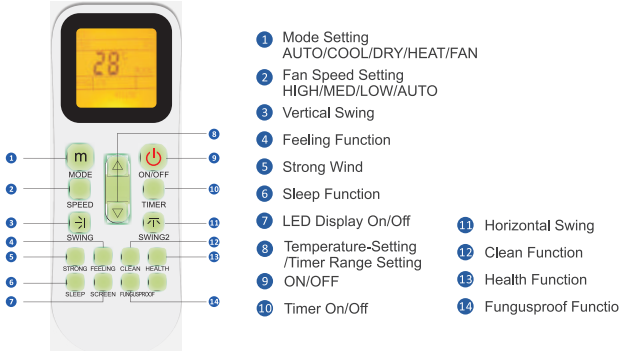 28°c
m
MODE
ON/OFF
SPEED
TIMER
SWING
SWING2
STRONG FEELING CLEAN HEALTH
SLEEP SCREEN FUNGUSPROOF
1
2
3
4
5
6
7
8
9
10
11
12
13
14
1 Mode Setting
AUTO/COOL/DRY/HEAT/FAN
2 Fan Speed Setting
HIGH/MED/LOW/AUTO
3 Vertical Swing
4 Feeling Function
5 Strong Wind
6 Sleep Function
7 LED Display On/Off
8 Temperature-Setting
/Timer Range Setting
9 ON/OFF
10 Timer On/Off
11 Horizontal Swing
12 Clean Function
13 Health Function
14 Fungusproof Functio